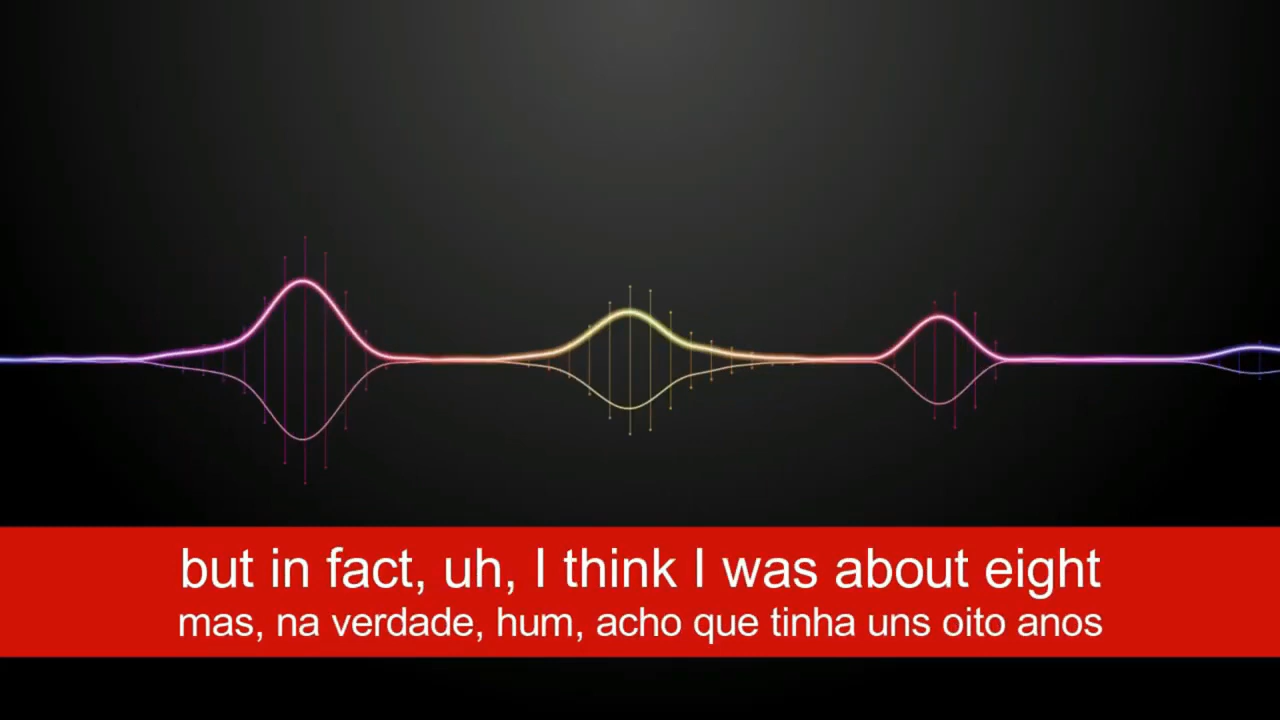 but in fact, uh, I think I was about eight
mas, na verdade, hum, acho que tinha uns oito anos